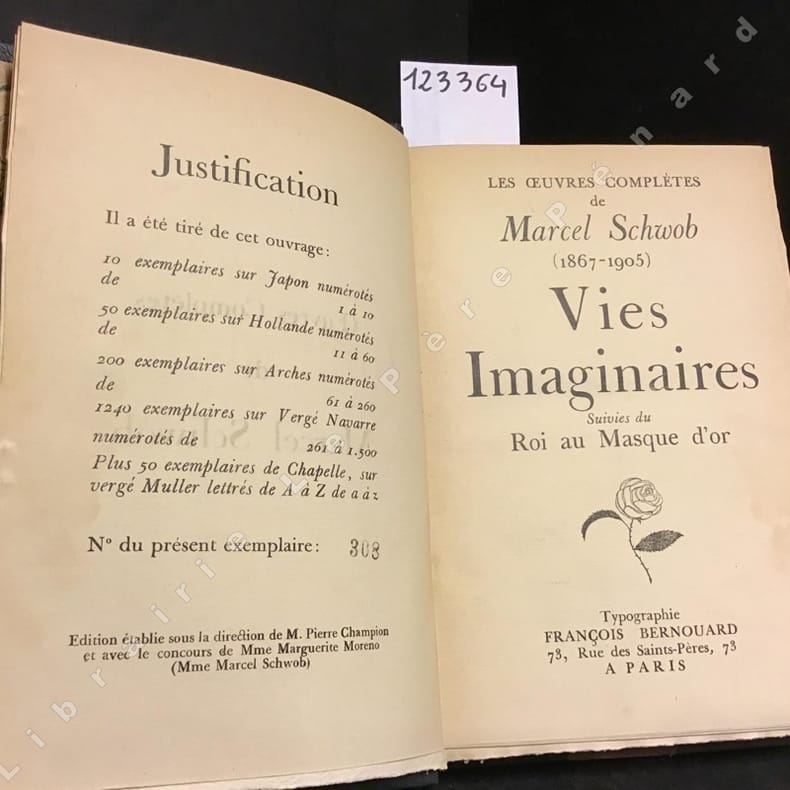 123364
Justification
Il a été tiré de cet ouvrage :
10 exemplaires sur Japon numérotés
de 1 à 10
50 exemplaires sur Hollande numérotés
de 11 à 60
200 exemplaires sur Arches numérotés
de 61 à 260
1240 exemplaires sur Vergé Navarre
numérotés de 261 à 1.500
Plus 50 exemplaires de Chapelle, sur
vergé Muller lettrés de A à Z de a à z
Nº du présent exemplaire : 308
Edition établie sous la direction de M. Pierre Champion
et avec le concours de Mme Marguerite Moreno
(Mme Marcel Schwob)
LES ŒUVRES COMPLÈTES
de
Marcel Schwob
(1867-1905)
Vies
Imaginaires
Suivies du
Roi au Masque d'or
Typographie
FRANÇOIS BERNOUARD
73, Rue des Saints-Pères, 73
A PARIS
Librairie Le Père Pénard